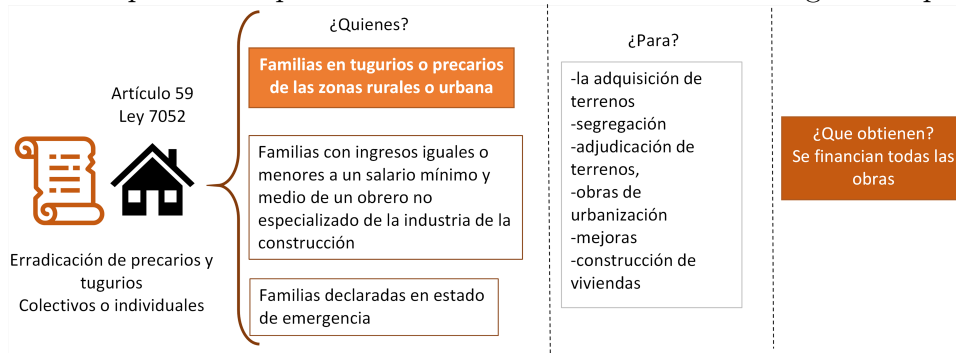 Artículo 59
Ley 7052
Erradicación de precarios y
tugurios
Colectivos o individuales
¿Quienes?
Familias en tugurios o precarios
de las zonas rurales o urbana
Familias con ingresos iguales o
menores a un salario mínimo y
medio de un obrero no
especializado de la industria de la
construcción
Familias declaradas en estado
de emergencia
¿Para?
-la adquisición de
terrenos
-segregación
-adjudicación de
terrenos,
-obras de
urbanización
-mejoras
-construcción de
viviendas
¿Que obtienen?
Se financian todas las
obras